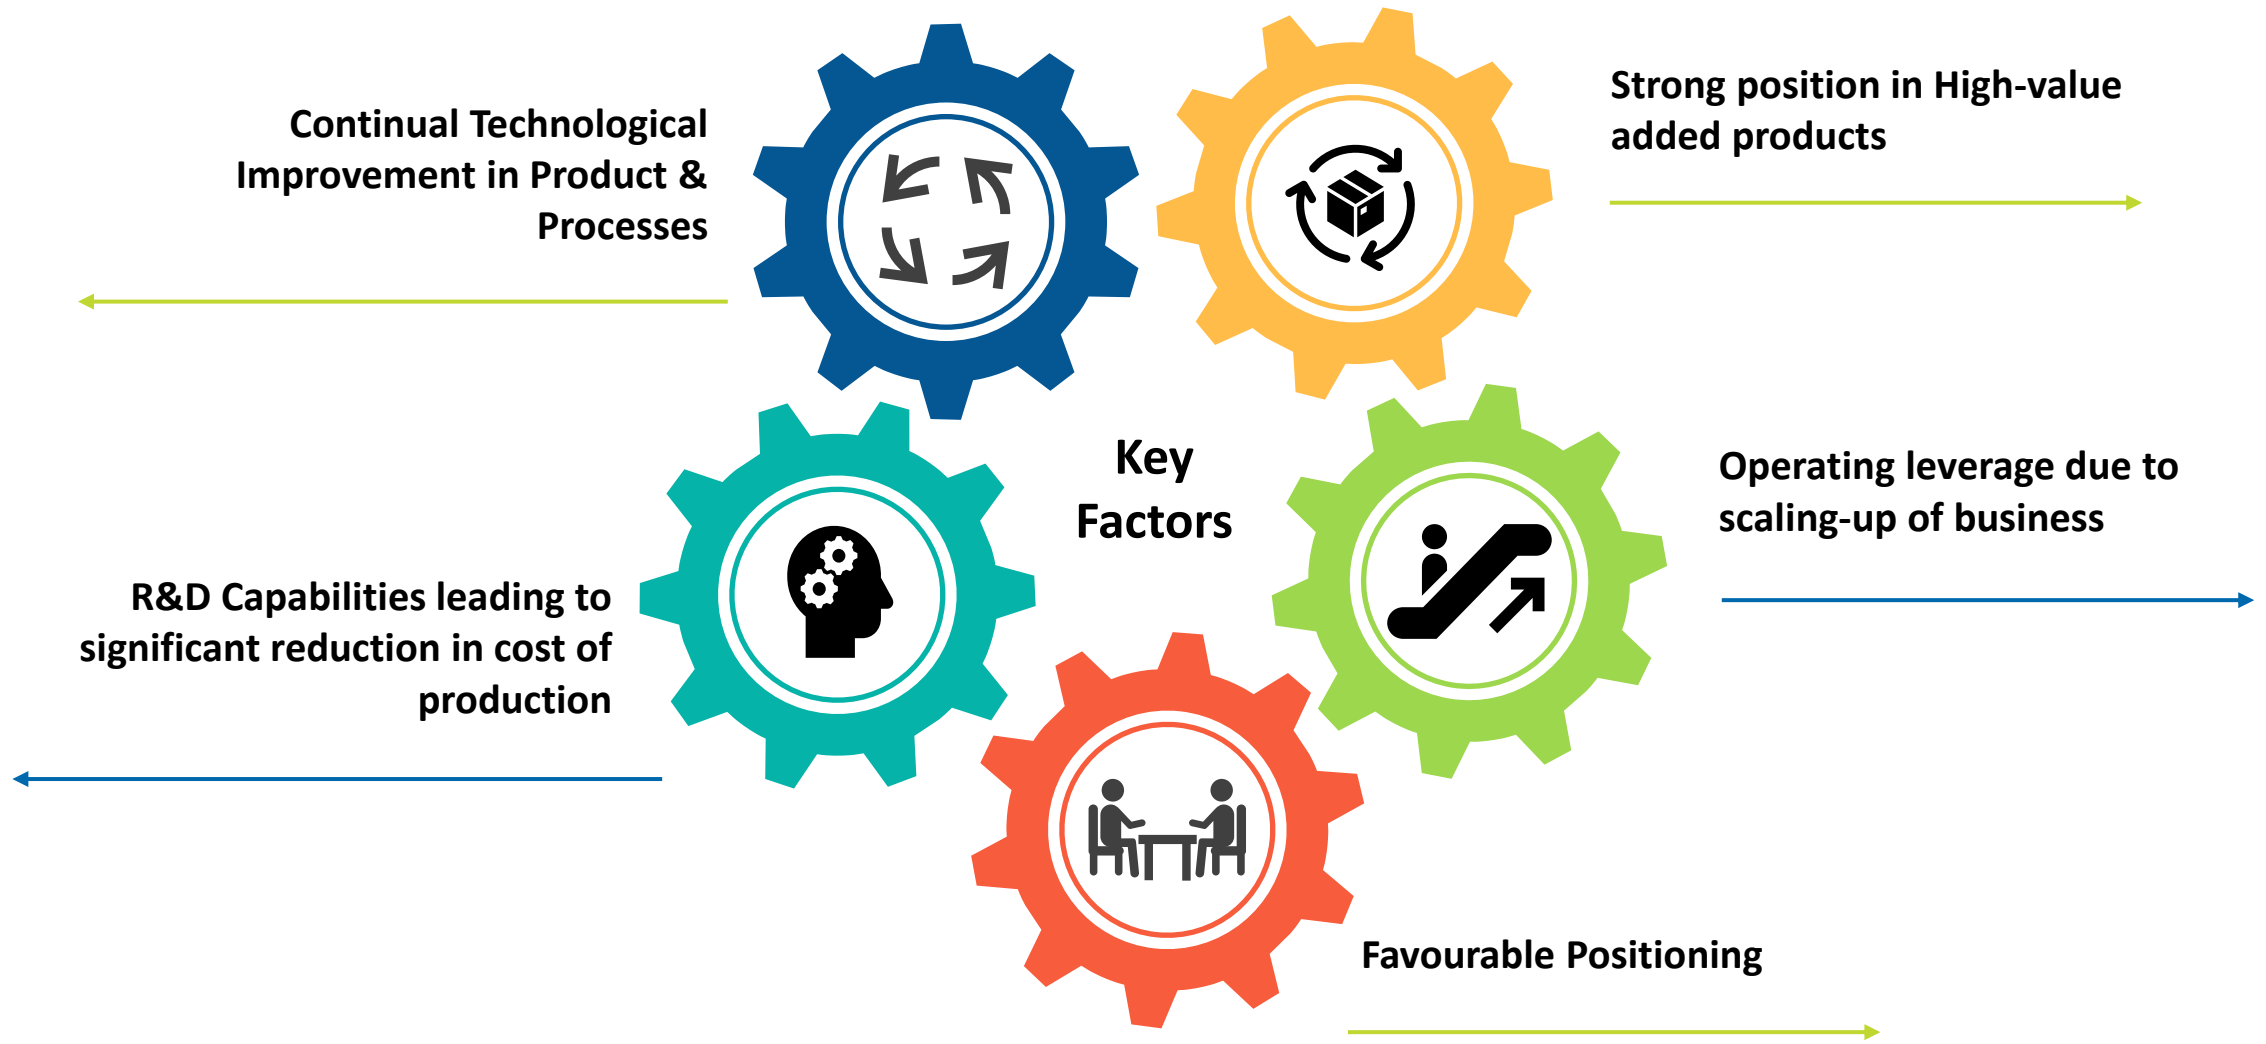 Continual Technological
Improvement in Product &
Processes
Strong position in High-value
added products
Key
Factors
Operating leverage due to
scaling-up of business
R&D Capabilities leading to
significant reduction in cost of
production
Favourable Positioning